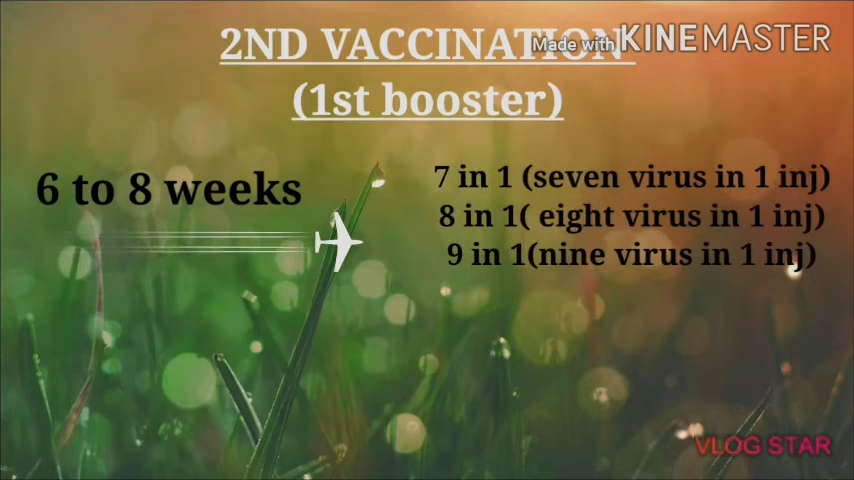 2ND VACCINATION
Made with KINEMASTER
(1st booster)
6 to 8 weeks
7 in 1 (seven virus in 1 inj)
8 in 1( eight virus in 1 inj)
9 in 1(nine virus in 1 inj)
VLOG STAR